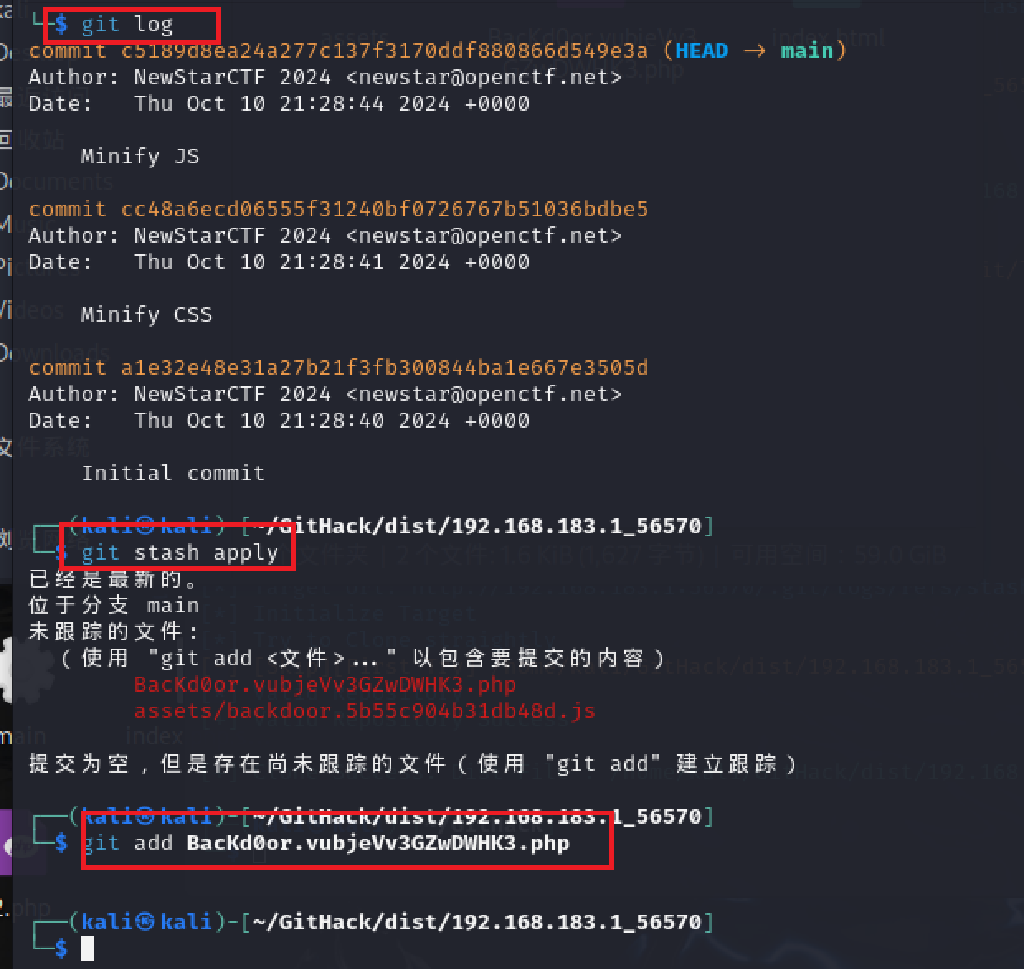 └─$ git log
commit c5189d8ea24a277c137f3170ddf880866d549e3a (HEAD → main)
Author: NewStarCTF 2024 <newstar@openctf.net>
Date:   Thu Oct 10 21:28:44 2024 +0000
    Minify JS
commit cc48a6ecd06555f31240bf0726767b51036bdbe5
Author: NewStarCTF 2024 <newstar@openctf.net>
Date:   Thu Oct 10 21:28:41 2024 +0000
    Minify CSS
commit a1e32e48e31a27b21f3fb300844ba1e667e3505d
Author: NewStarCTF 2024 <newstar@openctf.net>
Date:   Thu Oct 10 21:28:40 2024 +0000
    Initial commit
┌──(kali㉿kali)-[~/GitHack/dist/192.168.183.1_56570]
└─$ git stash apply
已经是最新的。
位于分支 main
未跟踪的文件:
  (使用 "git add <文件>..." 以包含要提交的内容)
        BacKd0or.vubjeVv3GZwDWHK3.php
        assets/backdoor.5b55c904b31db48d.js
提交为空,但是存在尚未跟踪的文件(使用 "git add" 建立跟踪)
┌──(kali㉿kali)-[~/GitHack/dist/192.168.183.1_56570]
└─$ git add BacKd0or.vubjeVv3GZwDWHK3.php
┌──(kali㉿kali)-[~/GitHack/dist/192.168.183.1_56570]
└─$